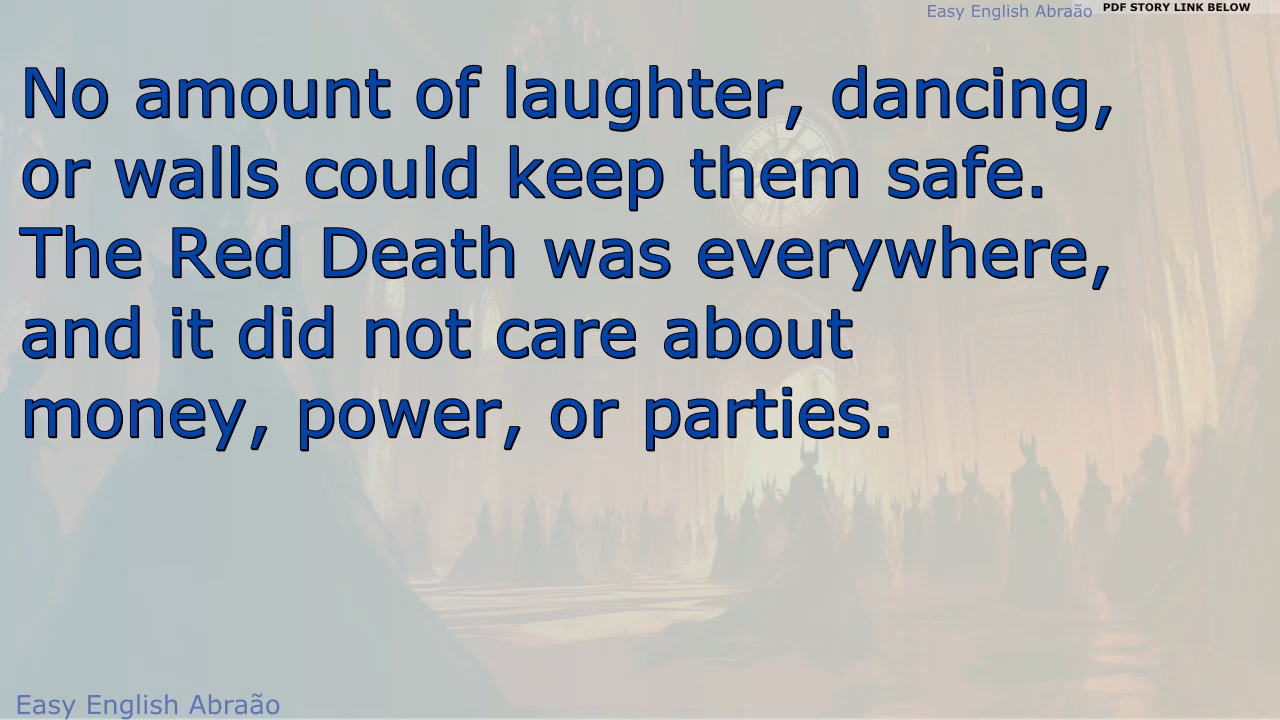 Easy English Abraão PDF STORY LINK BELOW
No amount of laughter, dancing,
or walls could keep them safe.
The Red Death was everywhere,
and it did not care about
money, power, or parties.
Easy English Abraão